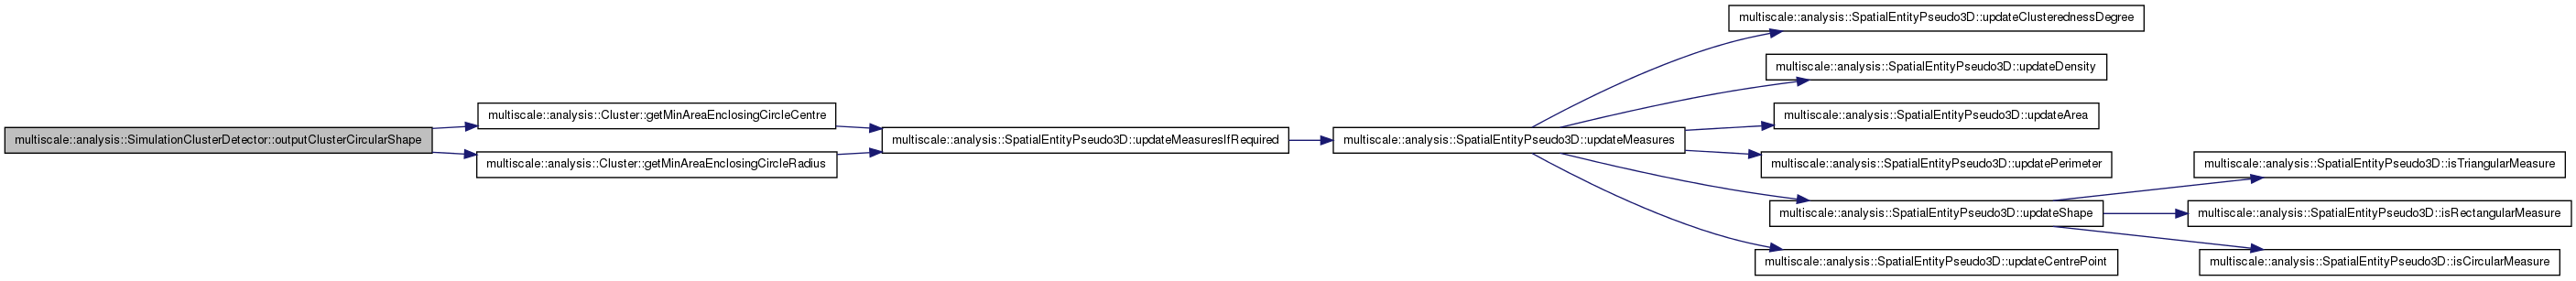 multiscale::analysis::SimulationClusterDetector::outputClusterCircularShape
multiscale::analysis::Cluster::getMinAreaEnclosingCircleCentre
multiscale::analysis::Cluster::getMinAreaEnclosingCircleRadius
multiscale::analysis::SpatialEntityPseudo3D::updateMeasuresIfRequired
multiscale::analysis::SpatialEntityPseudo3D::updateMeasures
multiscale::analysis::SpatialEntityPseudo3D::updateClusterednessDegree
multiscale::analysis::SpatialEntityPseudo3D::updateDensity
multiscale::analysis::SpatialEntityPseudo3D::updateArea
multiscale::analysis::SpatialEntityPseudo3D::updatePerimeter
multiscale::analysis::SpatialEntityPseudo3D::updateShape
multiscale::analysis::SpatialEntityPseudo3D::updateCentrePoint
multiscale::analysis::SpatialEntityPseudo3D::isTriangularMeasure
multiscale::analysis::SpatialEntityPseudo3D::isRectangularMeasure
multiscale::analysis::SpatialEntityPseudo3D::isCircularMeasure